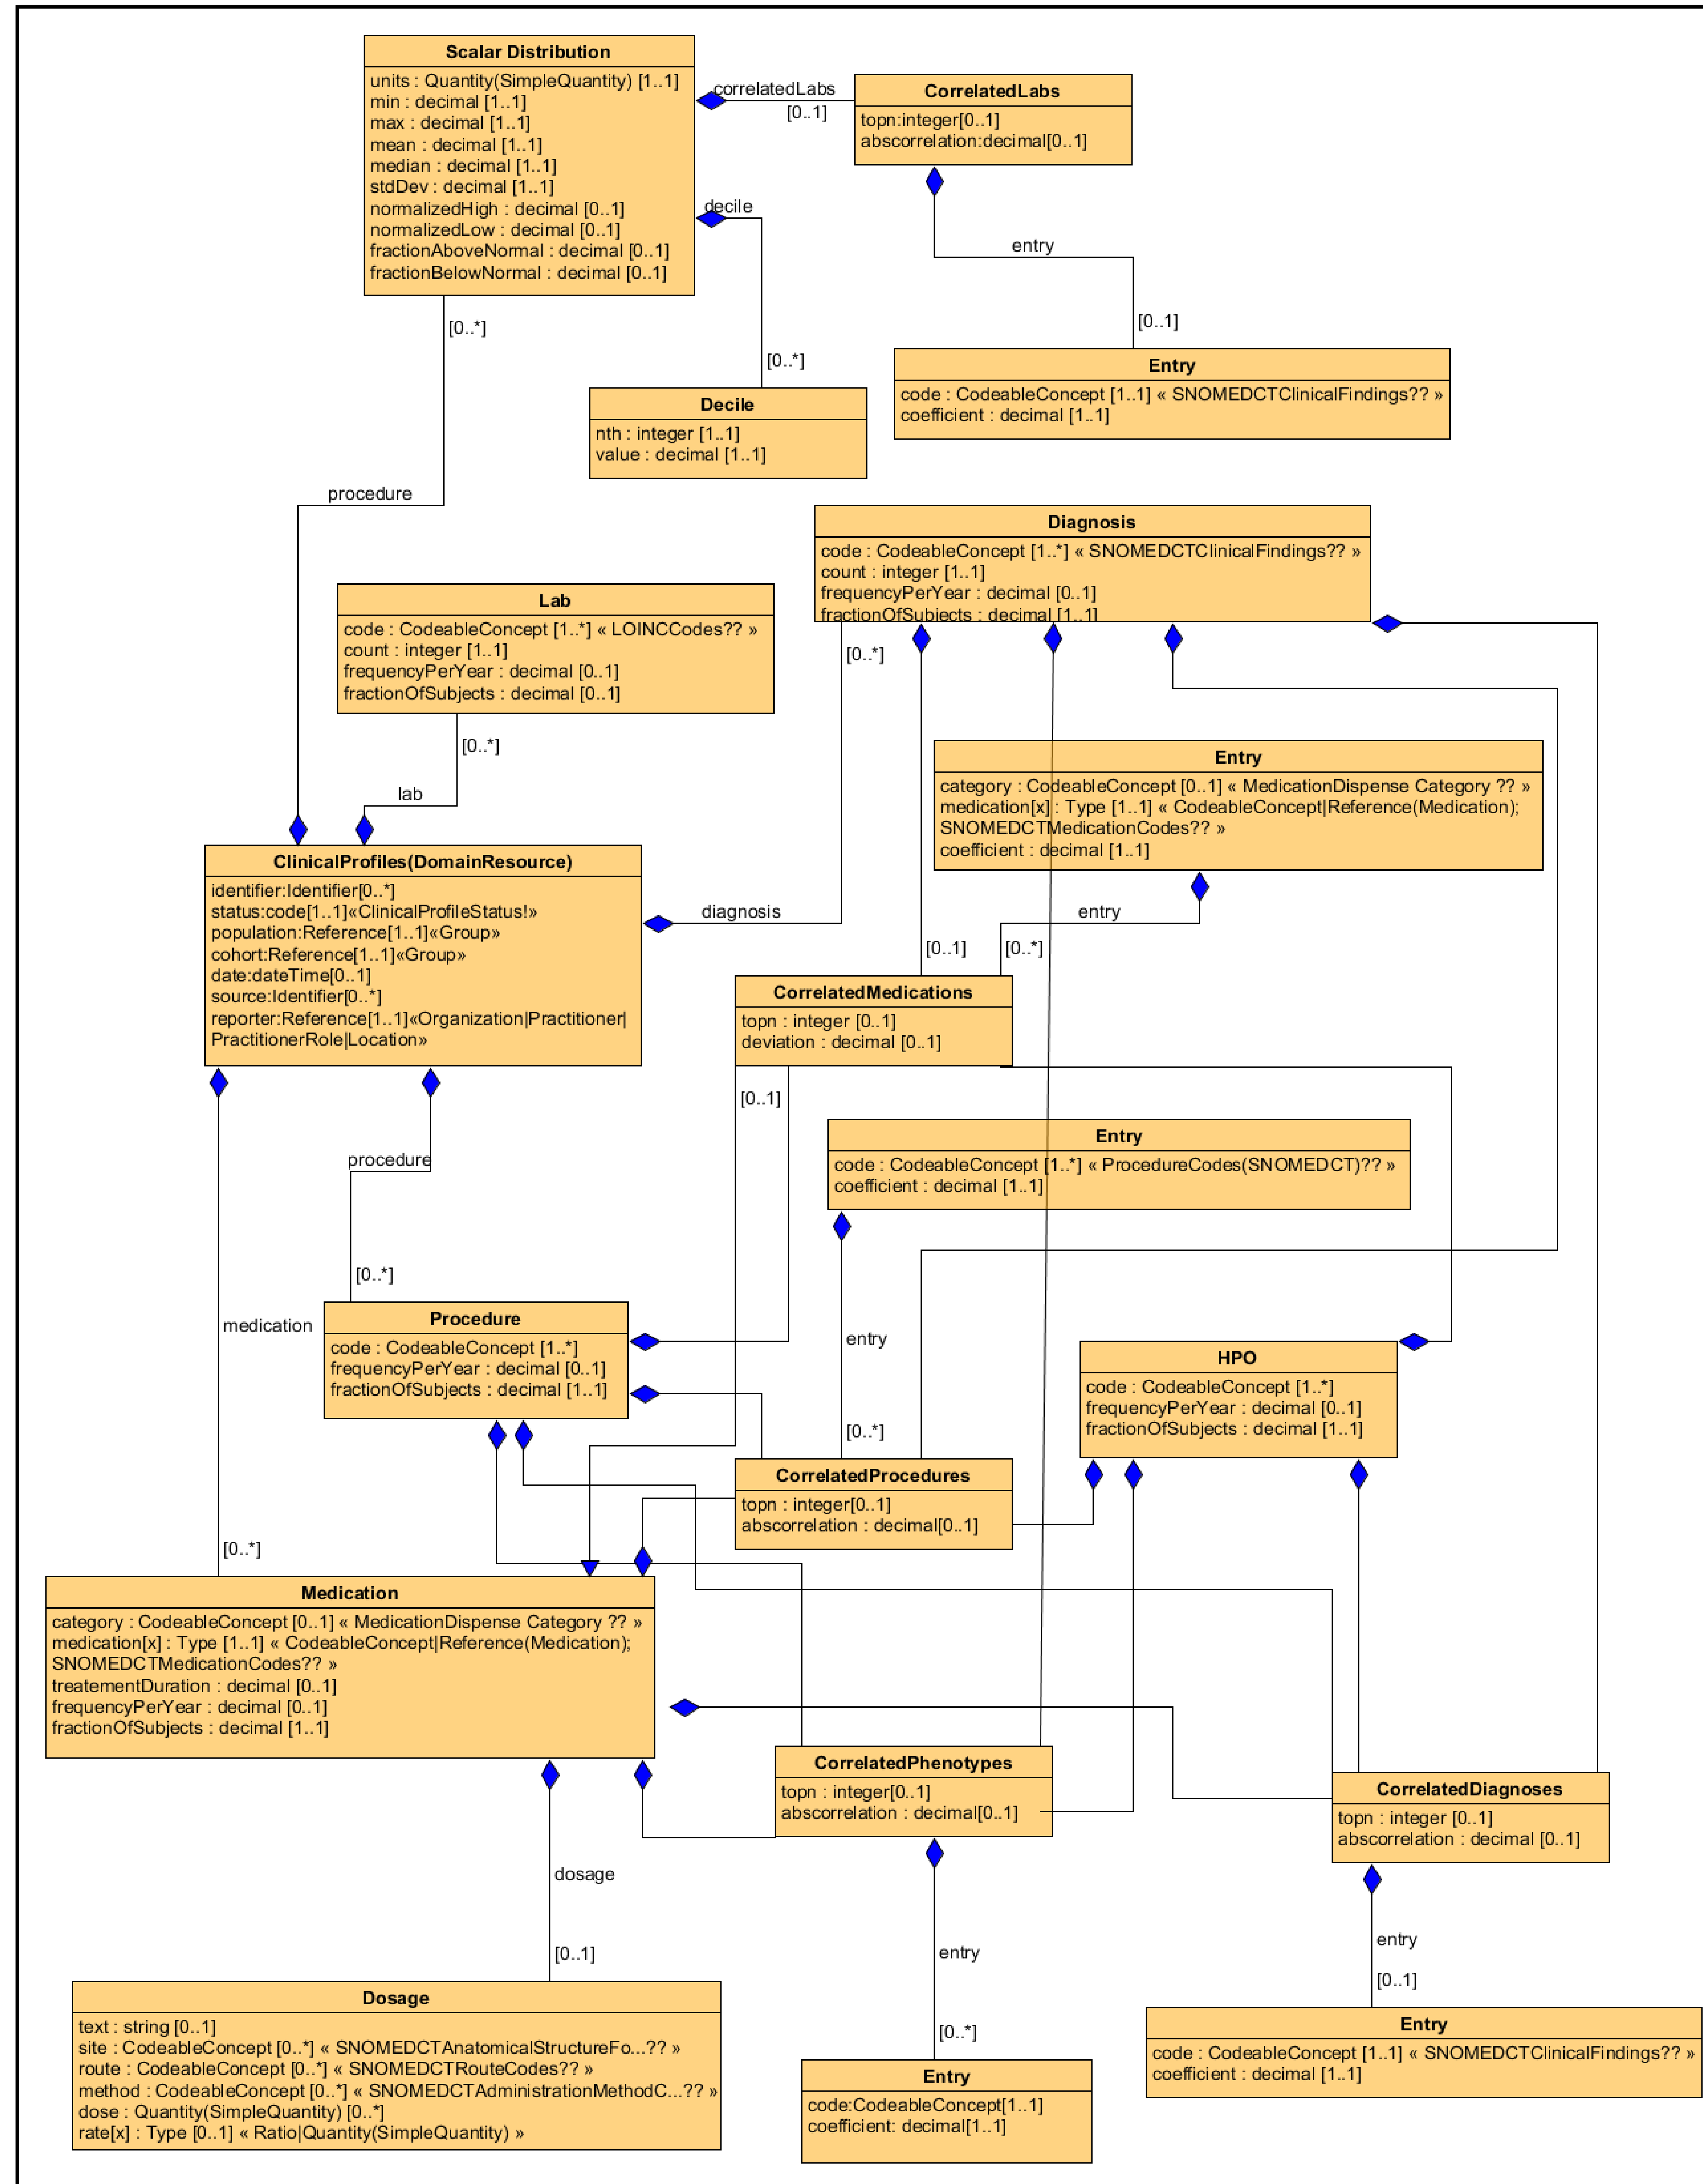 Scalar Distribution
units : Quantity(SimpleQuantity) [1..1]
min : decimal [1..1]
max : decimal [1..1]
mean : decimal [1..1]
median : decimal [1..1]
stdDev : decimal [1..1]
normalizedHigh : decimal [0..1]
normalizedLow : decimal [0..1]
fractionAboveNormal : decimal [0..1]
fractionBelowNormal : decimal [0..1]
correlatedLabs
[0..1]
CorrelatedLabs
topn:integer[0..1]
abscorrelation:decimal[0..1]
decile
entry
[0..1]
[0..*]
[0..*]
Entry
code : CodeableConcept [1..1] « SNOMEDCTClinicalFindings?? »
coefficient : decimal [1..1]
Decile
nth : integer [1..1]
value : decimal [1..1]
procedure
Diagnosis
code : CodeableConcept [1..*] « SNOMEDCTClinicalFindings?? »
count : integer [1..1]
frequencyPerYear : decimal [0..1]
fractionOfSubjects : decimal [1..1]
Lab
code : CodeableConcept [1..*] « LOINCCodes?? »
count : integer [1..1]
frequencyPerYear : decimal [0..1]
fractionOfSubjects : decimal [0..1]
[0..*]
[0..*]
lab
Entry
category : CodeableConcept [0..1] « MedicationDispense Category ?? »
medication[x] : Type [1..1] « CodeableConcept|Reference(Medication);
SNOMEDCTMedicationCodes?? »
coefficient : decimal [1..1]
ClinicalProfiles(DomainResource)
identifier:Identifier[0..*]
status:code[1..1]«ClinicalProfileStatus!»
population:Reference[1..1]«Group»
cohort:Reference[1..1]«Group»
date:dateTime[0..1]
source:Identifier[0..*]
reporter:Reference[1..1]«Organization|Practitioner|
PractitionerRole|Location»
diagnosis
entry
[0..1]
[0..*]
CorrelatedMedications
topn : integer [0..1]
deviation : decimal [0..1]
[0..1]
Entry
code : CodeableConcept [1..*] « ProcedureCodes(SNOMEDCT)?? »
coefficient : decimal [1..1]
procedure
[0..*]
medication
Procedure
code : CodeableConcept [1..*]
frequencyPerYear : decimal [0..1]
fractionOfSubjects : decimal [1..1]
entry
[0..*]
HPO
code : CodeableConcept [1..*]
frequencyPerYear : decimal [0..1]
fractionOfSubjects : decimal [1..1]
CorrelatedProcedures
topn : integer[0..1]
abscorrelation : decimal[0..1]
[0..*]
Medication
category : CodeableConcept [0..1] « MedicationDispense Category ?? »
medication[x] : Type [1..1] « CodeableConcept|Reference(Medication);
SNOMEDCTMedicationCodes?? »
treatementDuration : decimal [0..1]
frequencyPerYear : decimal [0..1]
fractionOfSubjects : decimal [1..1]
CorrelatedPhenotypes
topn : integer[0..1]
abscorrelation : decimal[0..1]
CorrelatedDiagnoses
topn : integer [0..1]
abscorrelation : decimal [0..1]
dosage
[0..1]
entry
[0..*]
entry
[0..1]
Dosage
text : string [0..1]
site : CodeableConcept [0..*] « SNOMEDCTAnatomicalStructureFo...?? »
route : CodeableConcept [0..*] « SNOMEDCTRouteCodes?? »
method : CodeableConcept [0..*] « SNOMEDCTAdministrationMethodC...?? »
dose : Quantity(SimpleQuantity) [0..*]
rate[x] : Type [0..1] « Ratio|Quantity(SimpleQuantity) »
Entry
code:CodeableConcept[1..1]
coefficient: decimal[1..1]
Entry
code : CodeableConcept [1..1] « SNOMEDCTClinicalFindings?? »
coefficient : decimal [1..1]